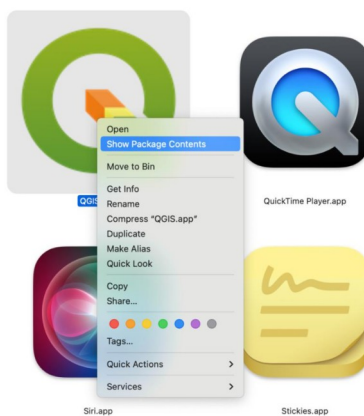 Open
Show Package Contents
Move to Bin
Get Info
Rename
Compress “QGIS.app”
Duplicate
Make Alias
Quick Look
Copy
Share...
Tags...
Quick Actions
Services
QGIS
QuickTime Player.app
Siri.app
Stickies.app